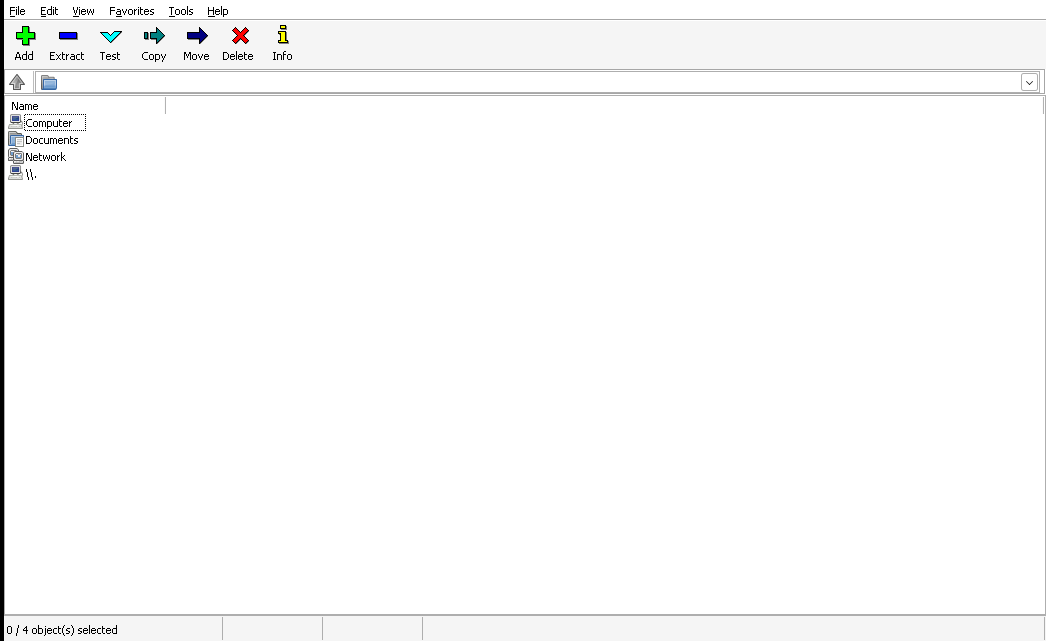 File Edit View Favorites Tools Help
Add Extract Test Copy Move Delete Info
Name
Computer
Documents
Network
\\.
0 / 4 object(s) selected